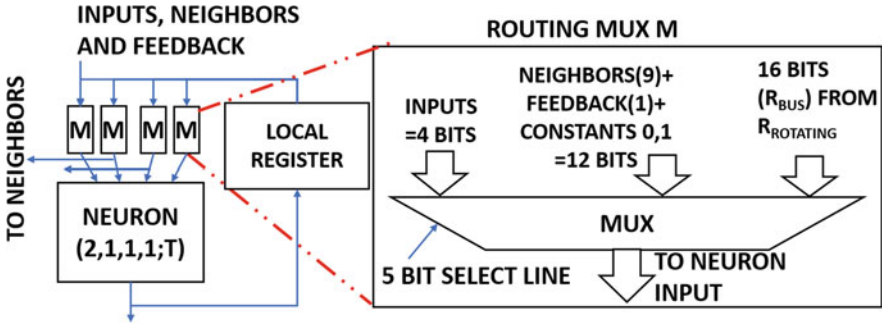 INPUTS, NEIGHBORS
AND FEEDBACK
TO NEIGHBORS
M M M M
LOCAL
REGISTER
NEURON
(2,1,1,1;T)
ROUTING MUX M
INPUTS
=4 BITS
NEIGHBORS(9)+
FEEDBACK(1)+
CONSTANTS 0,1
=12 BITS
16 BITS
(RBUS) FROM
RROTATING
MUX
5 BIT SELECT LINE
TO NEURON
INPUT